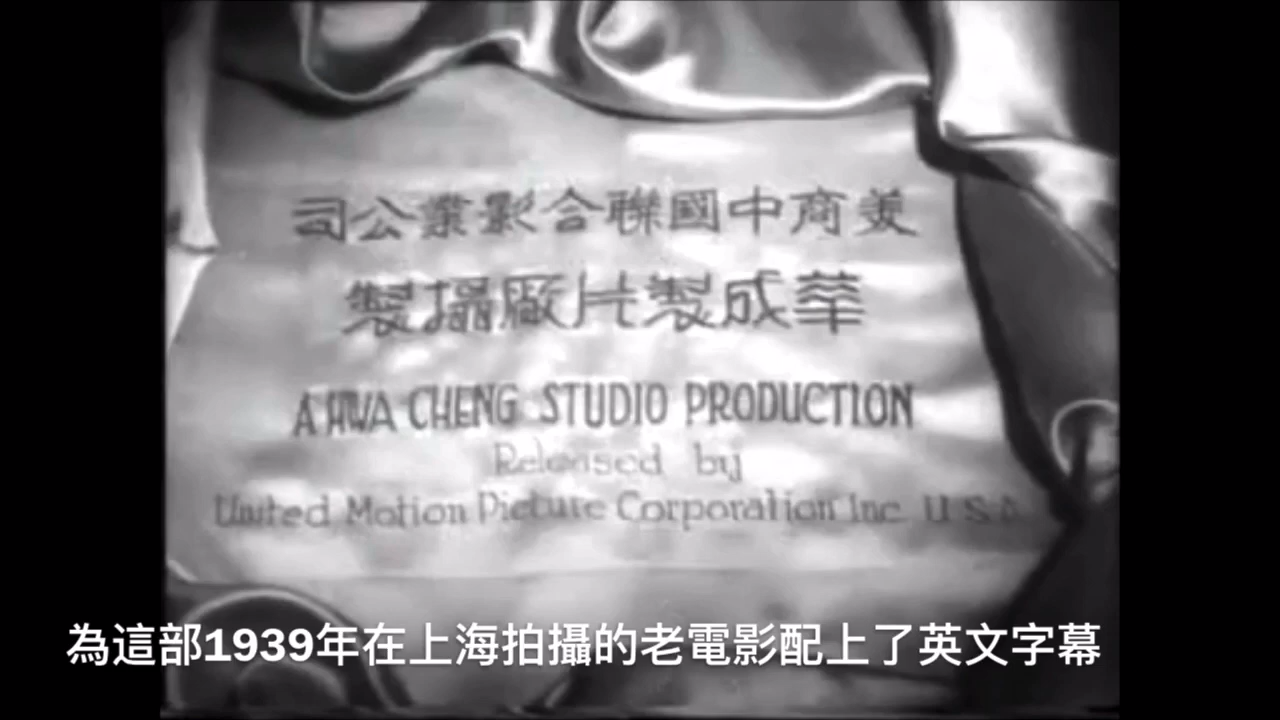 美商中國聯合影業公司
華成製片廠攝製
A HWA CHENG STUDIO PRODUCTION
Released by
United Motion Picture Corporation Inc. U.S.A.
為這部1939年在上海拍攝的老電影配上了英文字幕